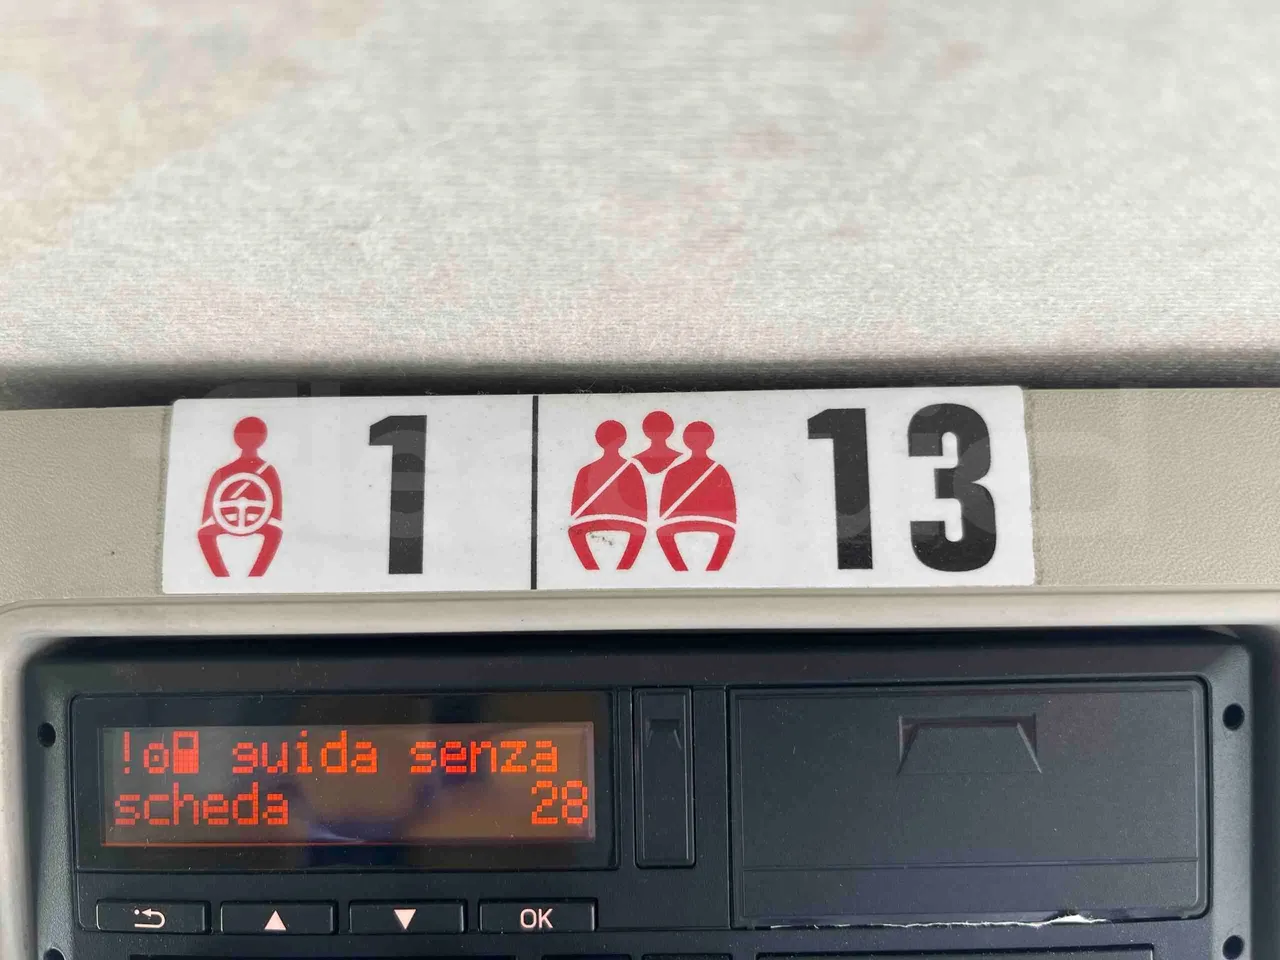 1 13
! guida senza
scheda 28
OK